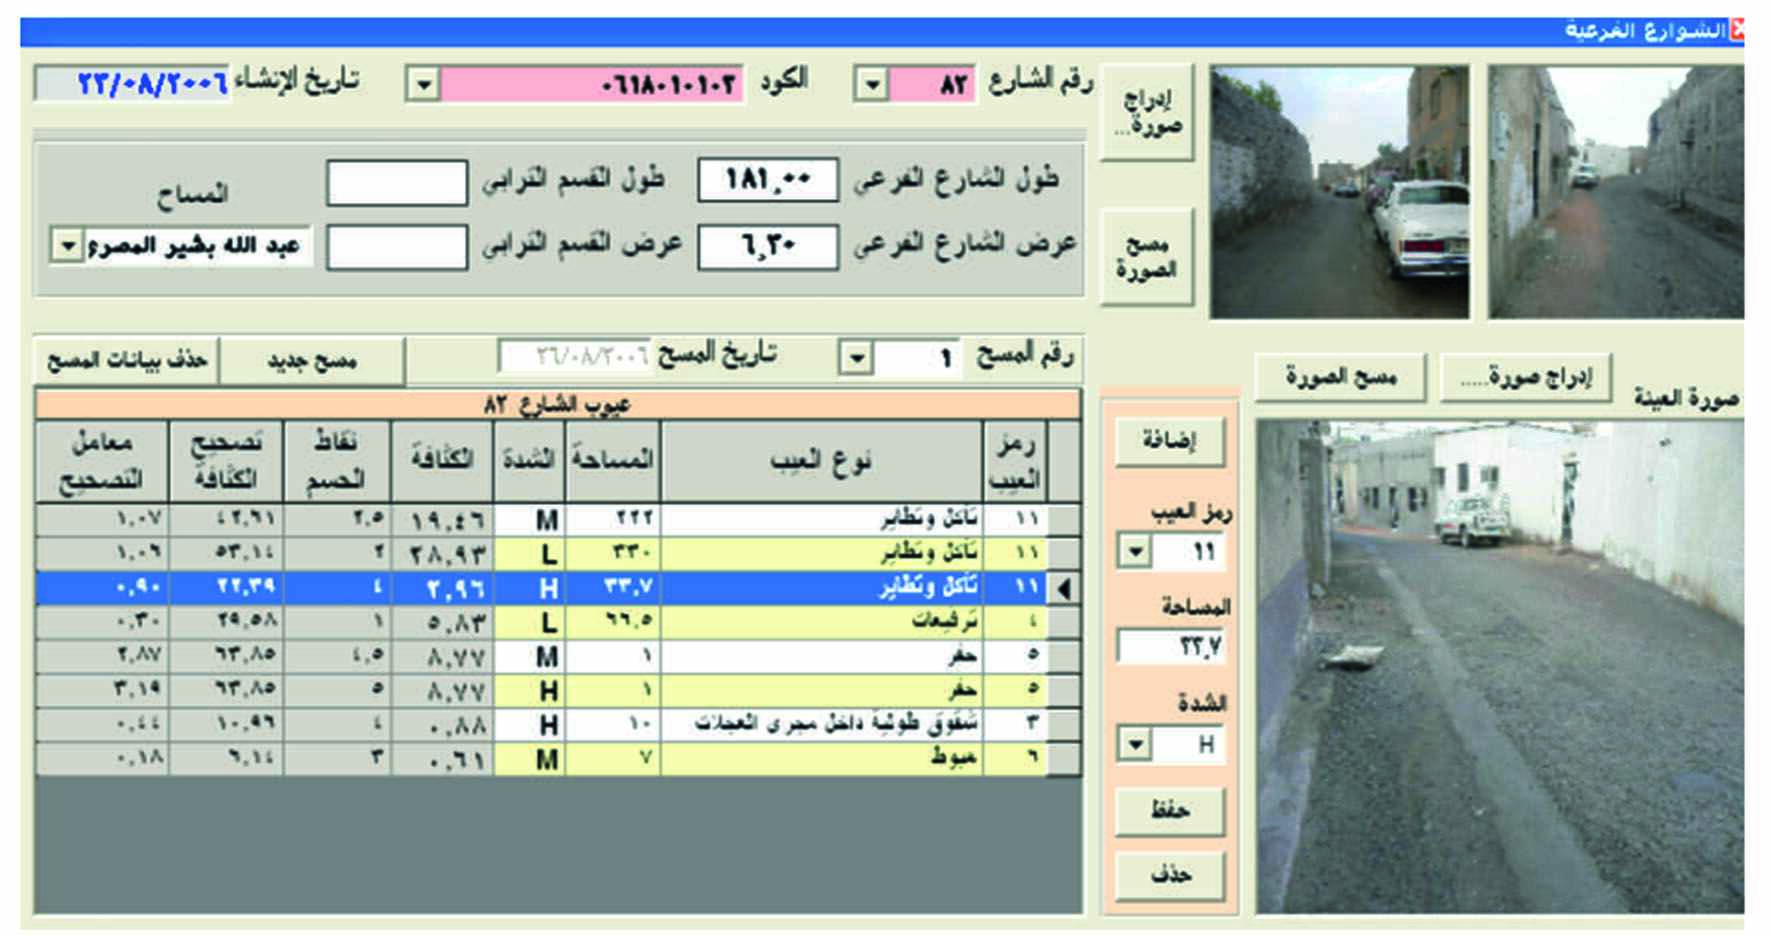 الشوارع الفرعية
رقم الشارع ٨٢ الكود ٠٦١٨٠١٠١٠٣ تاريخ الإنشاء ٢٣/٠٨/٢٠٠٦
إدراج صورة...
طول الشارع الفرعي ١٨١,٠٠ طول القسم الترابي
المساح
عرض الشارع الفرعي ٦,٣٠ عرض القسم الترابي
عبد الله بشير المصري
مسح الصورة
رقم المسح ١ تاريخ المسح ٢٦/٠٨/٢٠٠٦ مسح جديد حذف بيانات المسح
صورة العينة إدراج صورة..... مسح الصورة
عيوب الشارع ٨٢
رمز العيب نوع العيب المساحة الشدة الكثافة نقاط الحسم تصحيح الكثافة معامل التصحيح
١١ تآكل وتطاير ٢٢٢ M ١٩,٤٦ ٢,٥ ٤٢,٦١ ١,٠٧
١١ تآكل وتطاير ٣٣٠ L ٢٨,٩٣ ٢ ٥٣,١٤ ١,٠٦
١١ تآكل وتطاير ٣٣,٧ H ٢,٩٦ ٤ ٢٢,٣٩ ٠,٩٠
٤ ترقيعات ٦٦,٥ L ٥,٨٣ ١ ٢٩,٥٨ ٠,٣٠
٥ حفر ١ M ٨,٧٧ ٤,٥ ٦٣,٨٥ ٢,٨٧
٥ حفر ١ H ٨,٧٧ ٥ ٦٣,٨٥ ٣,١٩
٣ شقوق طولية داخل مجرى العجلات ١٠ H ٠,٨٨ ٤ ١٠,٩٦ ٠,٤٤
٦ هبوط ٧ M ٠,٦١ ٣ ٦,١٤ ٠,١٨
إضافة
رمز العيب
١١
المساحة
٣٣,٧
الشدة
H
حفظ
حذف